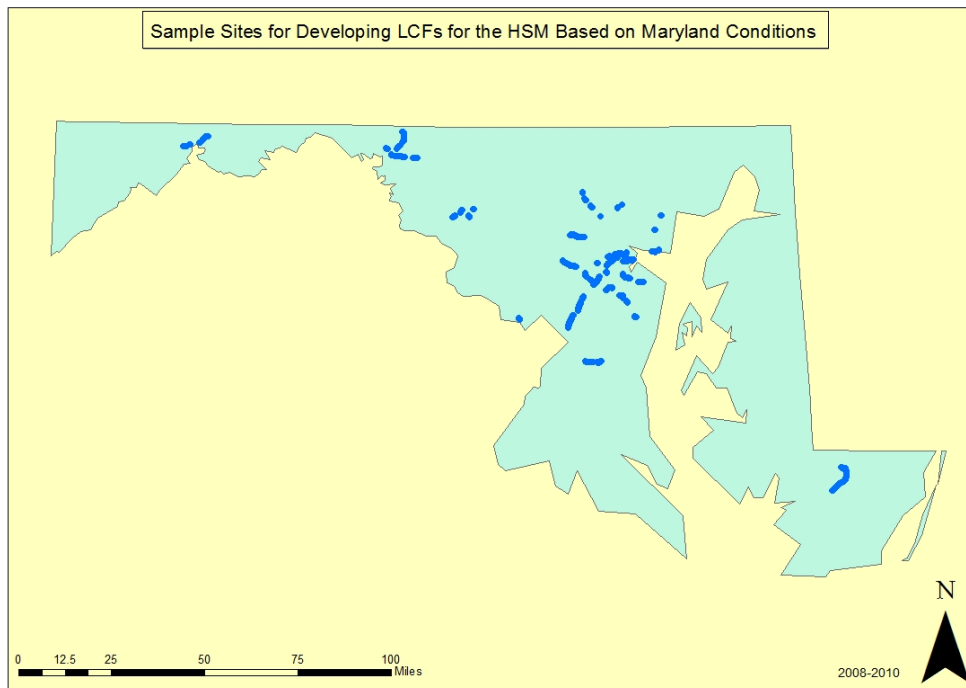 Sample Sites for Developing LCFs for the HSM Based on Maryland Conditions
N
0 12.5 25 50 75 100
Miles
2008-2010